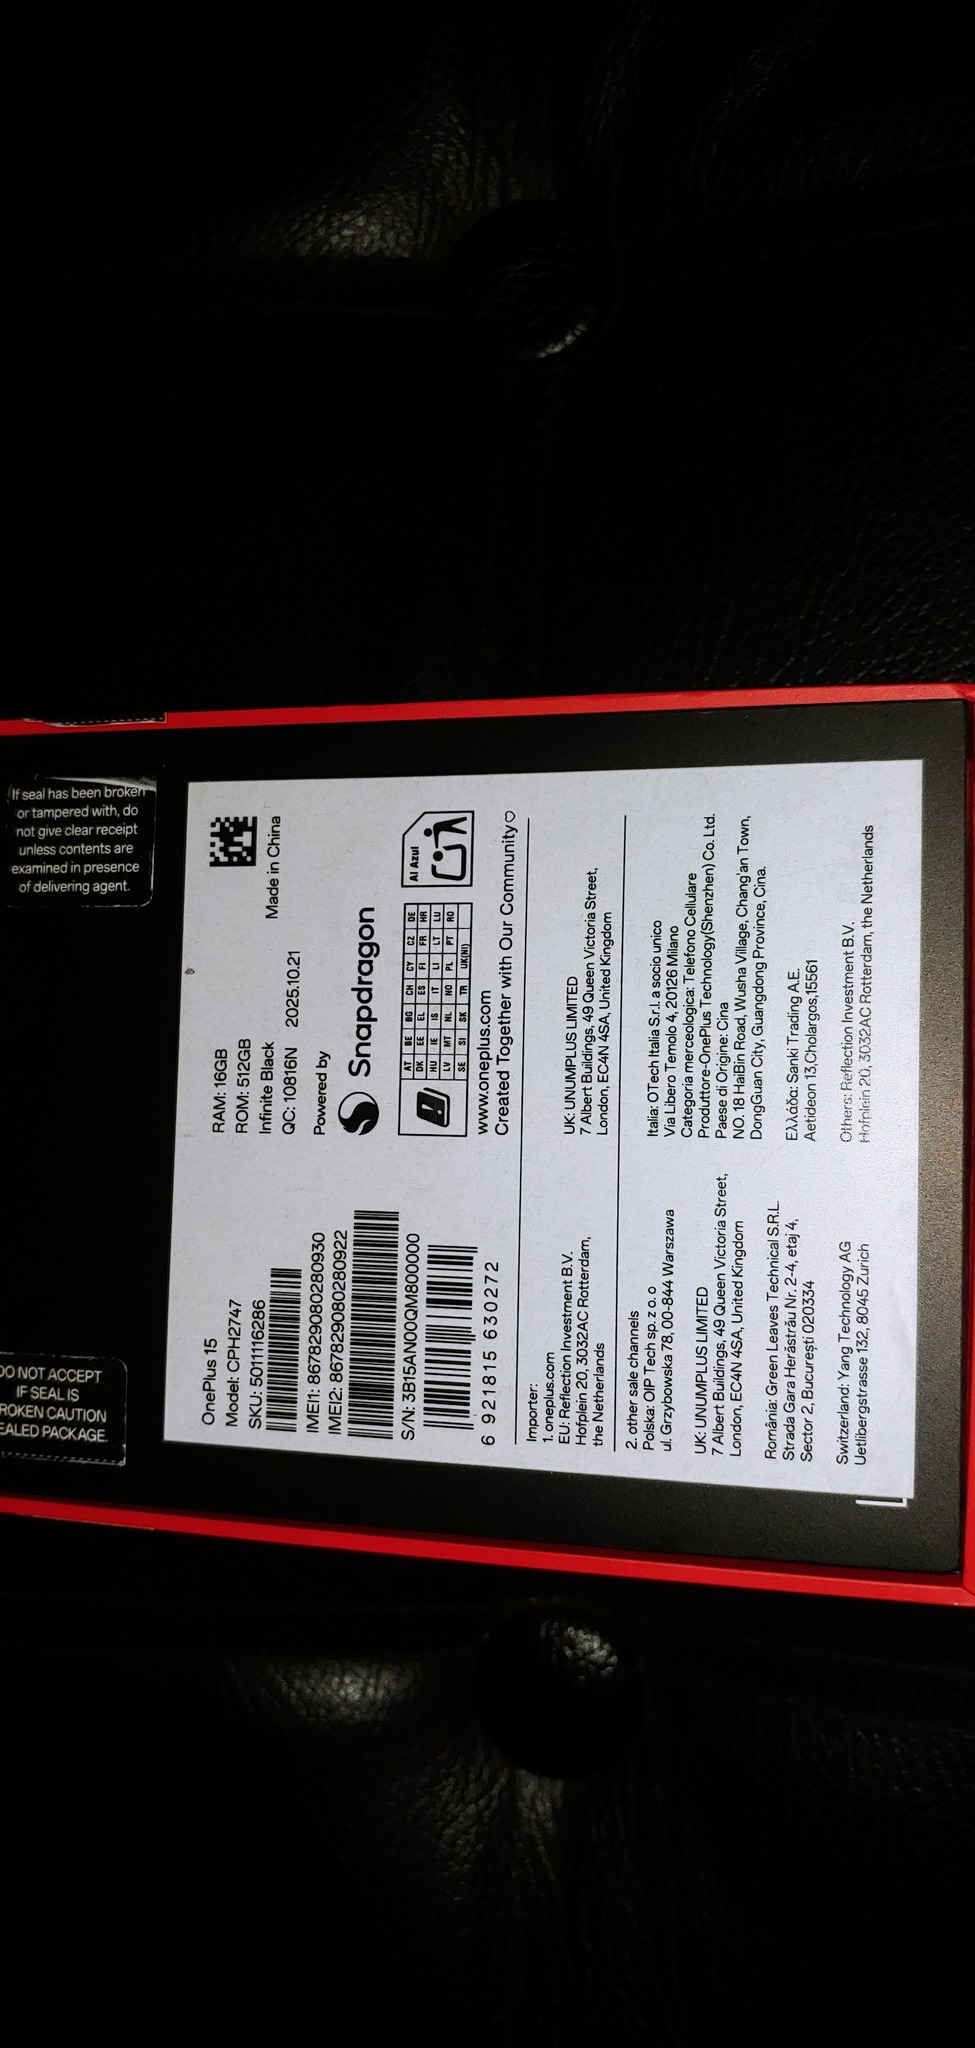 If seal has been broken
or tampered with, do
not give clear receipt
unless contents are
examined in presence
of delivering agent.
DO NOT ACCEPT
IF SEAL IS
ROKEN CAUTION
EALED PACKAGE.
OnePlus 15
Model: CPH2747
SKU: 5011116286
IMEI1: 867829080280930
IMEI2: 867829080280922
S/N: 3B15AN00QM800000
6 921815 630272
RAM: 16GB
ROM: 512GB
Infinite Black
QC: 10816N 2025.10.21
Made in China
Powered by
Snapdragon
AT BE BG CH CY CZ DE
DK EE EL ES FI FR HR
HU IE IS IT LI LT LU
LV MT NL NO PL PT RO
SE SI SK TR UK(NI)
Al Azul
www.oneplus.com
Created Together with Our Community♡
Importer:
1. oneplus.com
EU: Reflection Investment B.V.
Hofplein 20, 3032AC Rotterdam,
the Netherlands
UK: UNUMPLUS LIMITED
7 Albert Buildings, 49 Queen Victoria Street,
London, EC4N 4SA, United Kingdom
2. other sale channels
Polska: OIP Tech sp. z o. o
ul. Grzybowska 78, 00-844 Warszawa
UK: UNUMPLUS LIMITED
7 Albert Buildings, 49 Queen Victoria Street,
London, EC4N 4SA, United Kingdom
România: Green Leaves Technical S.R.L.
Strada Gara Herăstrău Nr. 2-4, etaj 4,
Sector 2, București 020334
Switzerland: Yang Technology AG
Uetlibergstrasse 132, 8045 Zurich
Italia: OTech Italia S.r.l. a socio unico
Via Libero Temolo 4, 20126 Milano
Categoria merceologica: Telefono Cellulare
Produttore-OnePlus Technology(Shenzhen) Co. Ltd.
Paese di Origine: Cina
NO. 18 HaiBin Road, Wusha Village, Chang'an Town,
DongGuan City, Guangdong Province, Cina.
Ελλάδα: Sanki Trading A.E.
Aetideon 13,Cholargos,15561
Others: Reflection Investment B.V.
Hofplein 20, 3032AC Rotterdam, the Netherlands